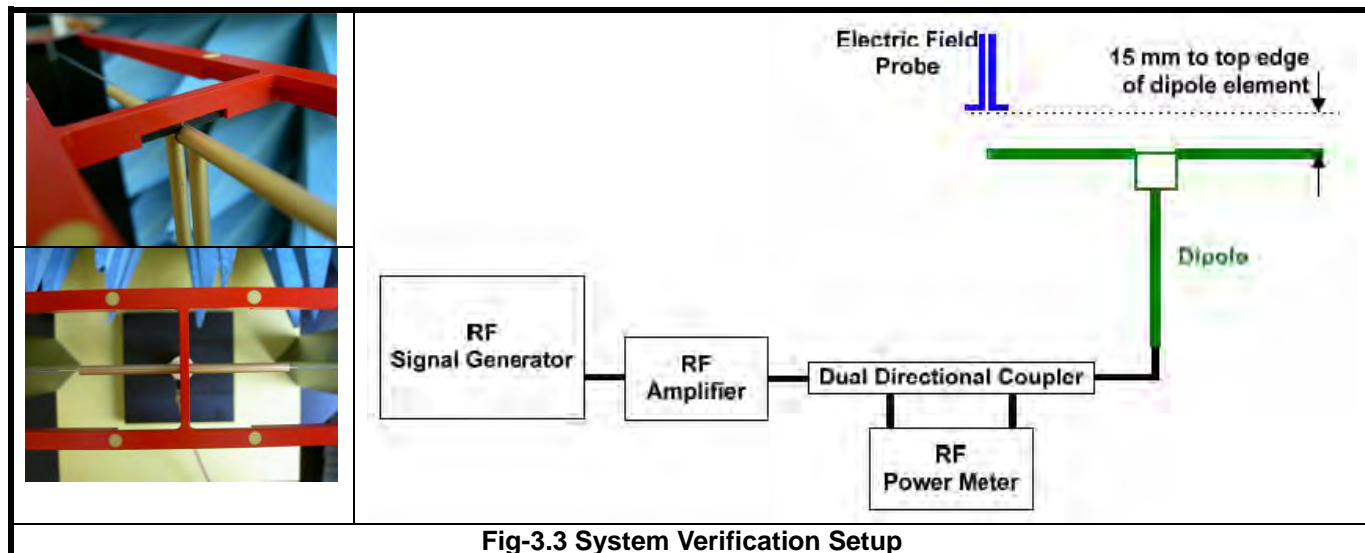 Electric Field
Probe
15 mm to top edge
of dipole element
Dipole
RF
Signal Generator
RF
Amplifier
Dual Directional Coupler
RF
Power Meter
Fig-3.3 System Verification Setup